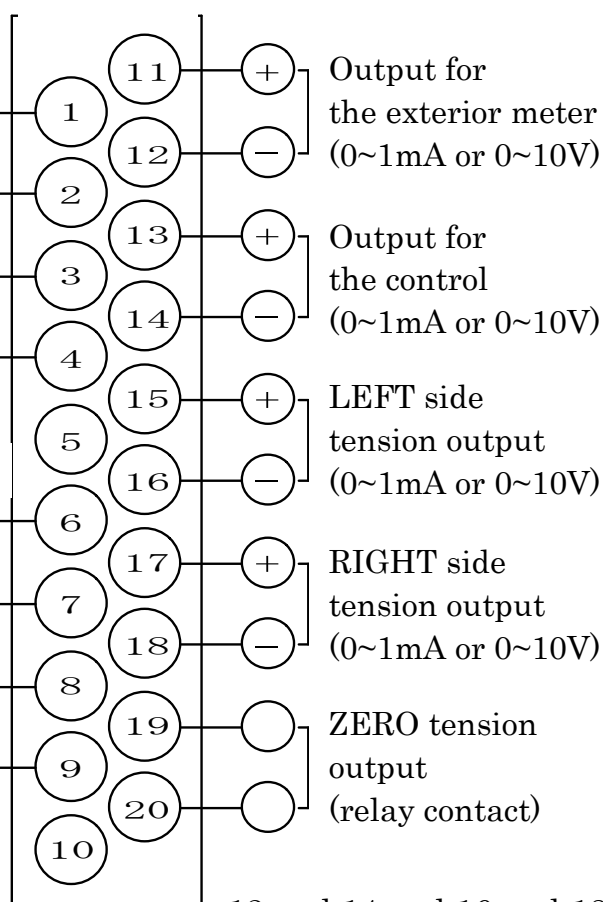 11
+
Output for
1
the exterior meter
12
−
(0~1mA or 0~10V)
2
13
+
Output for
3
the control
14
−
(0~1mA or 0~10V)
4
15
+
LEFT side
5
tension output
16
−
(0~1mA or 0~10V)
6
17
+
RIGHT side
7
tension output
18
−
(0~1mA or 0~10V)
8
19
ZERO tension
9
output
20
(relay contact)
10